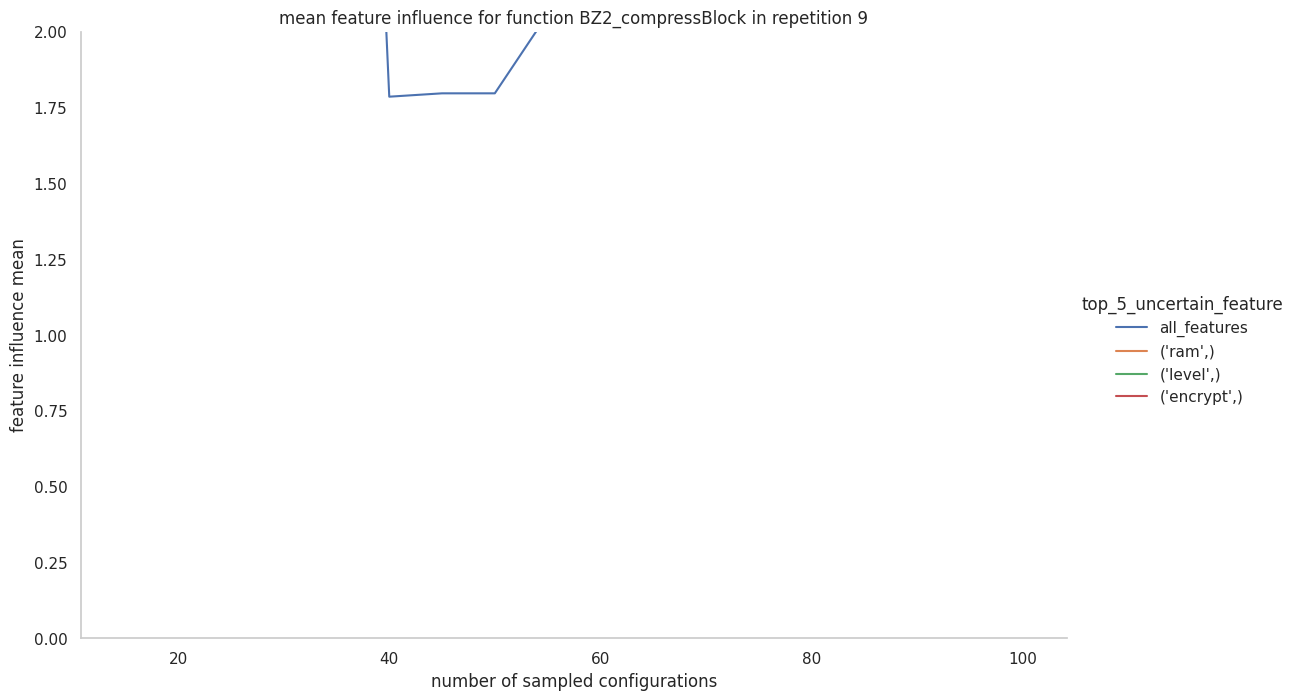 mean feature influence for function BZ2_compressBlock in repetition 9
2.00
1.75
1.50
1.25
1.00
0.75
0.50
0.25
0.00
feature influence mean
20
40
60
80
100
number of sampled configurations
top_5_uncertain_feature
all_features
('ram',)
('level',)
('encrypt',)